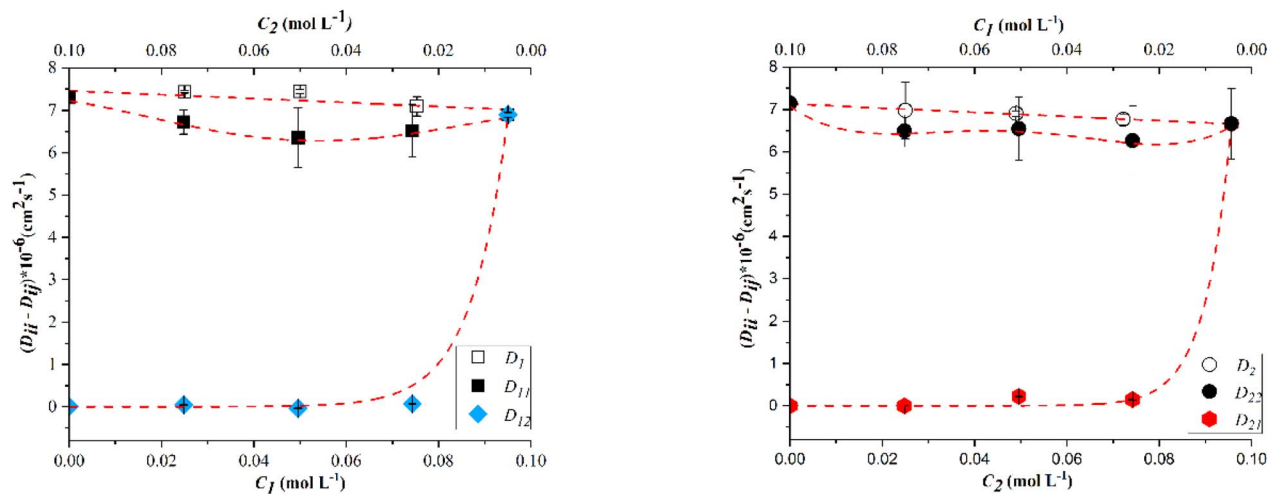 C2 (mol L-1)
0.10 0.08 0.06 0.04 0.02 0.00
8
7
6
5
4
3
2
1
0
(Dii - Dij)*10-6(cm2s-1)
D1
D11
D12
0.00 0.02 0.04 0.06 0.08 0.10
C1 (mol L-1)
C1 (mol L-1)
0.10 0.08 0.06 0.04 0.02 0.00
8
7
6
5
4
3
2
1
0
(Dii - Dij)*10-6(cm2s-1)
D2
D22
D21
0.00 0.02 0.04 0.06 0.08 0.10
C2 (mol L-1)